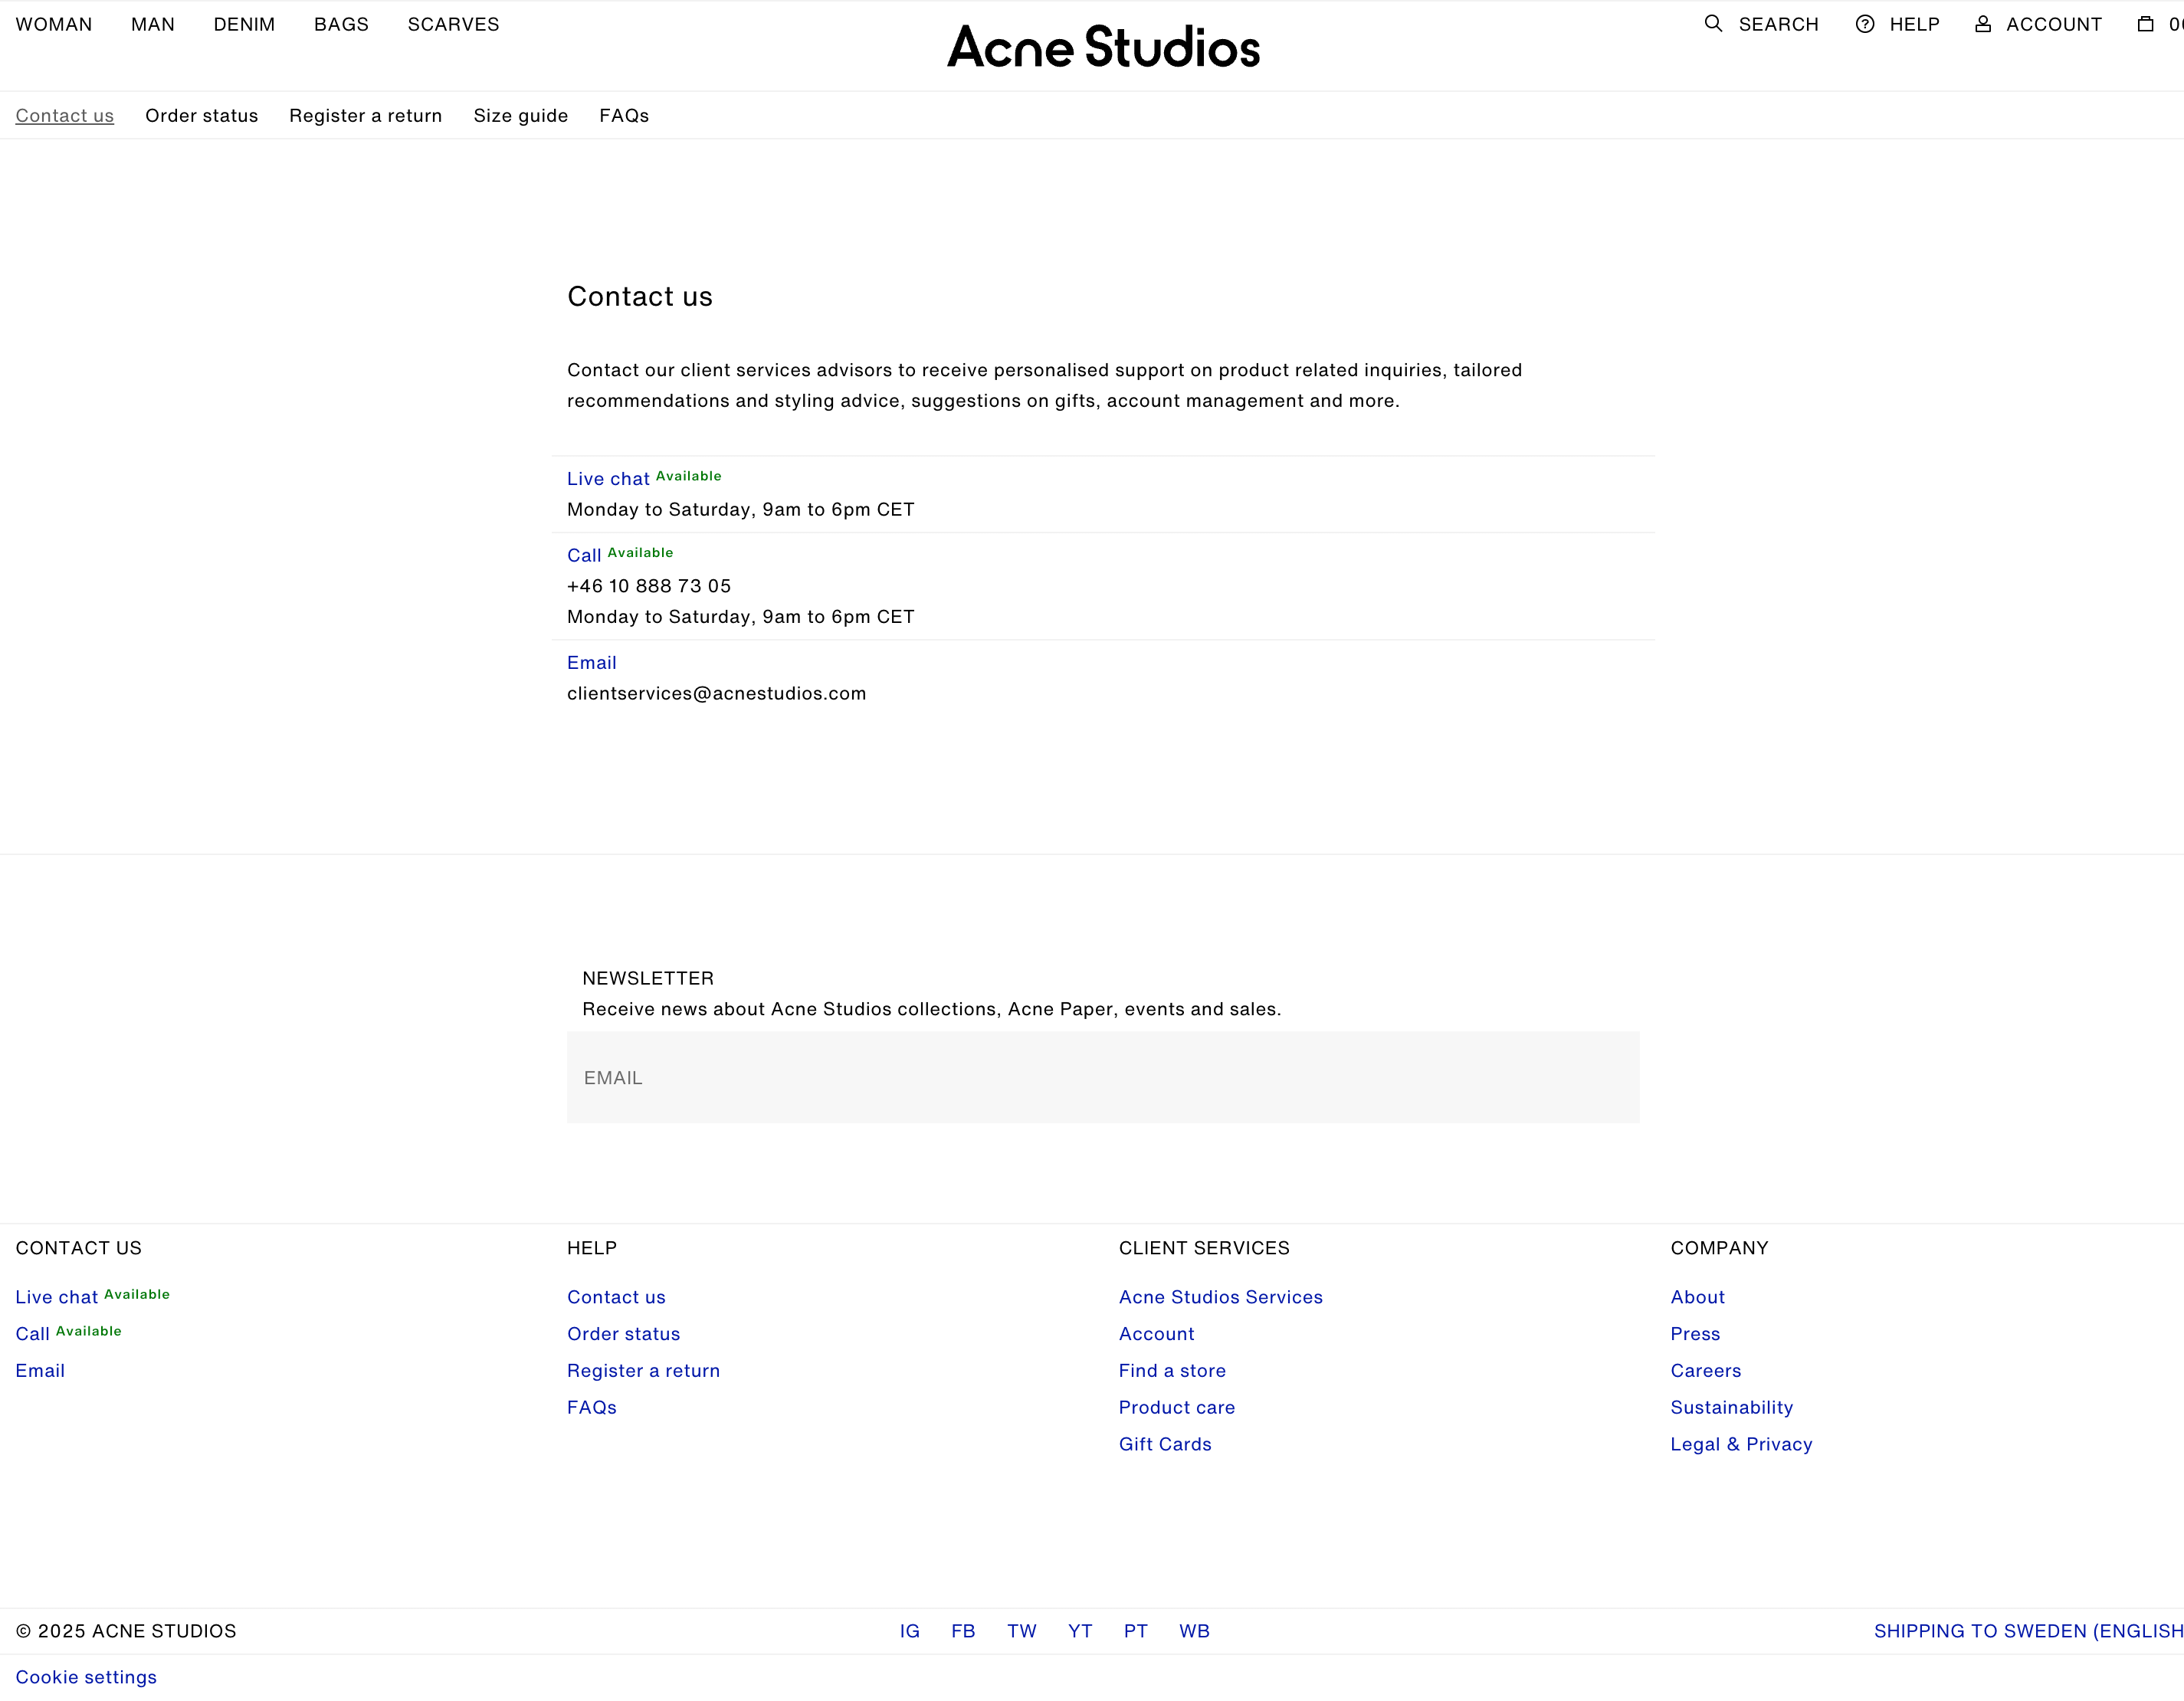 WOMAN MAN DENIM BAGS SCARVES
Acne Studios
SEARCH HELP ACCOUNT
Contact us Order status Register a return Size guide FAQs
Contact us
Contact our client services advisors to receive personalised support on product related inquiries, tailored
recommendations and styling advice, suggestions on gifts, account management and more.
Live chat Available
Monday to Saturday, 9am to 6pm CET
Call Available
+46 10 888 73 05
Monday to Saturday, 9am to 6pm CET
Email
clientservices@acnestudios.com
NEWSLETTER
Receive news about Acne Studios collections, Acne Paper, events and sales.
EMAIL
CONTACT US
Live chat Available
Call Available
Email
HELP
Contact us
Order status
Register a return
FAQs
CLIENT SERVICES
Acne Studios Services
Account
Find a store
Product care
Gift Cards
COMPANY
About
Press
Careers
Sustainability
Legal & Privacy
© 2025 ACNE STUDIOS
IG FB TW YT PT WB
SHIPPING TO SWEDEN (ENGLISH
Cookie settings